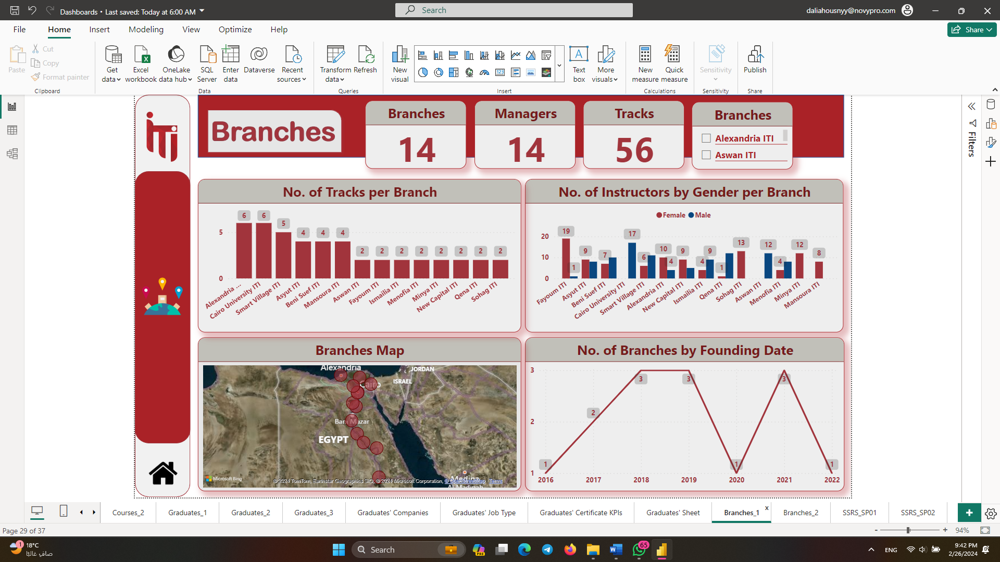 Dashboards • Last saved: Today at 6:00 AM
Search
daliahousnyy@novypro.com
File
Home
Insert
Modeling
View
Optimize
Help
Share
Paste
Cut
Copy
Format painter
Clipboard
Get data
Excel workbook
OneLake data hub
SQL Server
Enter data
Dataverse
Recent sources
Data
Transform data
Refresh
Queries
New visual
Insert
Text box
More visuals
New measure
Quick measure
Calculations
Sensitivity
Sensitivity
Publish
Share
iTi
Branches
Branches
14
Managers
14
Tracks
56
Branches
Alexandria ITI
Aswan ITI
Filters
No. of Tracks per Branch
5
0
6
6
5
4
4
4
2
2
2
2
2
2
2
2
Alexandria ...
Cairo University ITI
Smart Village ITI
Asyut ITI
Beni Suef ITI
Mansoura ITI
Aswan ITI
Fayoum ITI
Ismailia ITI
Menofia ITI
Minya ITI
New Capital ITI
Qena ITI
Sohag ITI
No. of Instructors by Gender per Branch
Female
Male
20
10
0
19
1
9
7
17
6
10
4
9
4
9
1
13
12
4
12
8
Fayoum ITI
Asyut ITI
Beni Suef ITI
Cairo University ITI
Smart Village ITI
Alexandria ITI
New Capital ITI
Ismailia ITI
Qena ITI
Sohag ITI
Aswan ITI
Menofia ITI
Minya ITI
Mansoura ITI
Branches Map
Alexandria
JORDAN
ISRAEL
Cairo
Bani Mazar
EGYPT
Medina
Al Madinah
Microsoft Bing
© 2024 TomTom, Earthstar Geographics SIO, © 2024 Microsoft Corporation, © OpenStreetMap Terms
No. of Branches by Founding Date
3
2
1
1
2
3
3
1
3
1
2016
2017
2018
2019
2020
2021
2022
Courses_2
Graduates_1
Graduates_2
Graduates_3
Graduates' Companies
Graduates' Job Type
Graduates' Certificate KPIs
Graduates' Sheet
Branches_1
x
Branches_2
SSRS_SP01
SSRS_SP02
+
Page 29 of 37
-
+
94%
1
18°C
صافٍ غالبًا
Search
PRE
65
ENG
9:42 PM
2/26/2024